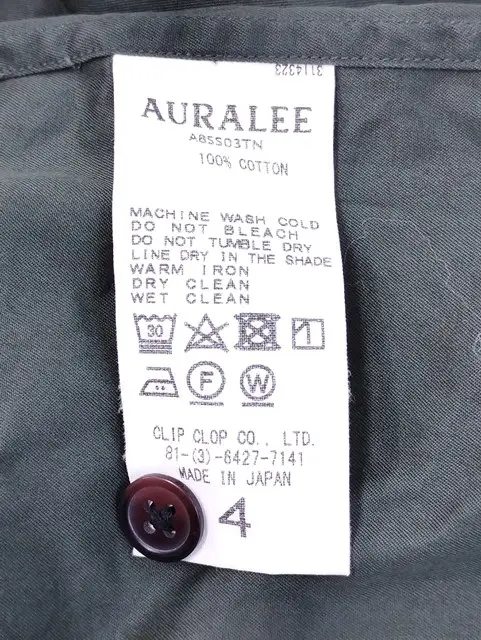 3114323
AURALEE
A8SS03TN
100% COTTON
MACHINE WASH COLD
DO NOT BLEACH
DO NOT TUMBLE DRY
LINE DRY IN THE SHADE
WARM IRON
DRY CLEAN
WET CLEAN
30
F W
CLIP CLOP CO., LTD.
81-(3)-6427-7141
MADE IN JAPAN
4